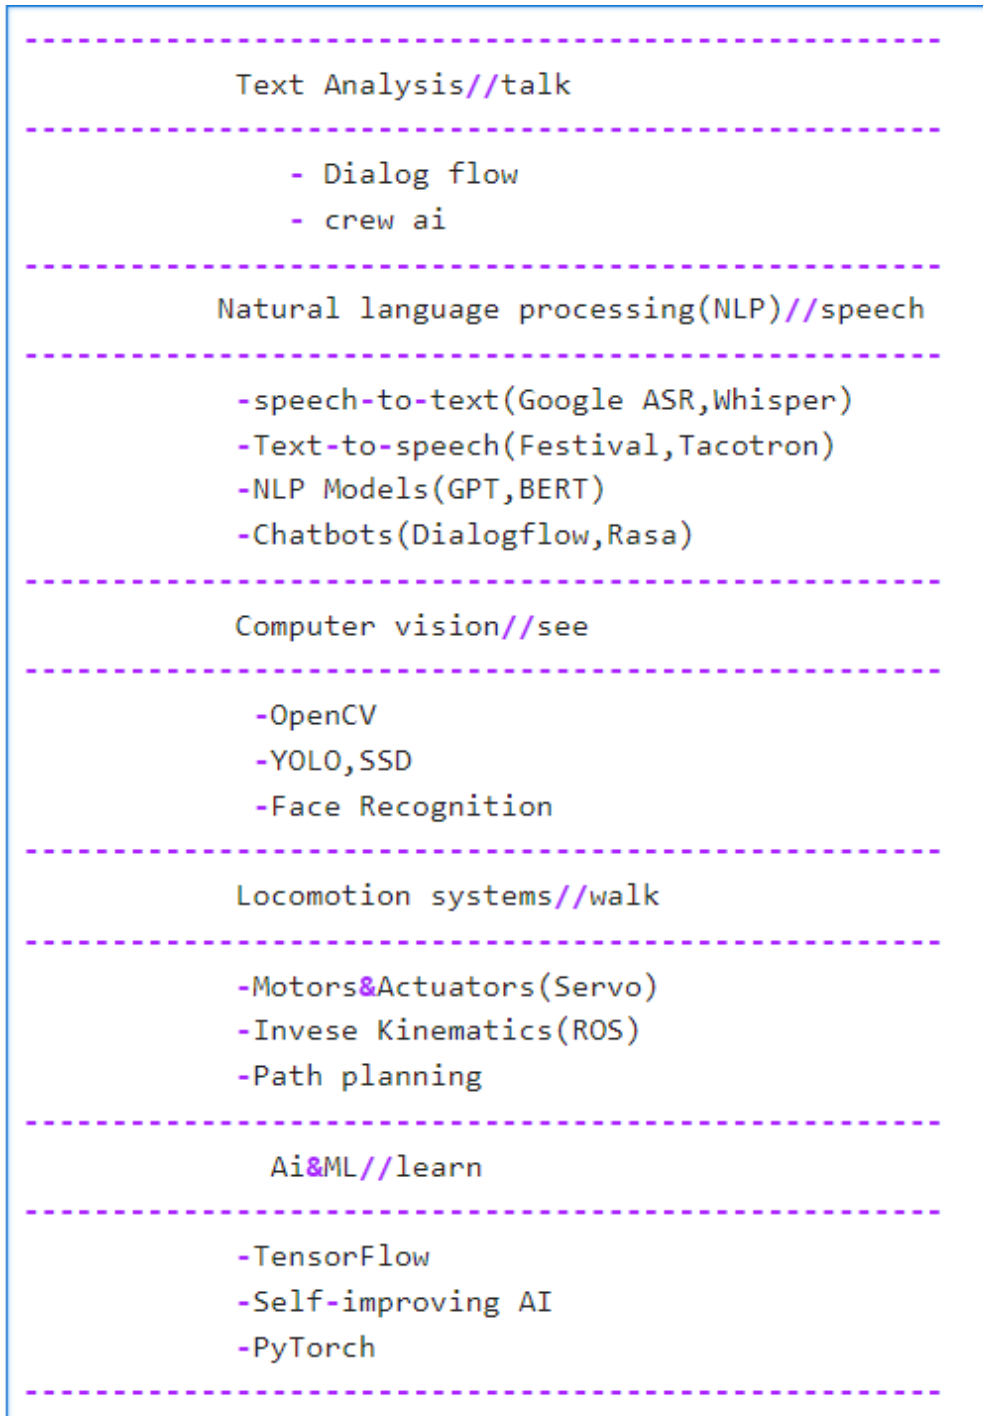 ----------------------------------------------------
Text Analysis//talk
----------------------------------------------------
- Dialog flow
- crew ai
----------------------------------------------------
Natural language processing(NLP)//speech
----------------------------------------------------
-speech-to-text(Google ASR,Whisper)
-Text-to-speech(Festival,Tacotron)
-NLP Models(GPT,BERT)
-Chatbots(Dialogflow,Rasa)
----------------------------------------------------
Computer vision//see
----------------------------------------------------
-OpenCV
-YOLO,SSD
-Face Recognition
----------------------------------------------------
Locomotion systems//walk
----------------------------------------------------
-Motors&Actuators(Servo)
-Invese Kinematics(ROS)
-Path planning
----------------------------------------------------
Ai&ML//learn
----------------------------------------------------
-TensorFlow
-Self-improving AI
-PyTorch
----------------------------------------------------